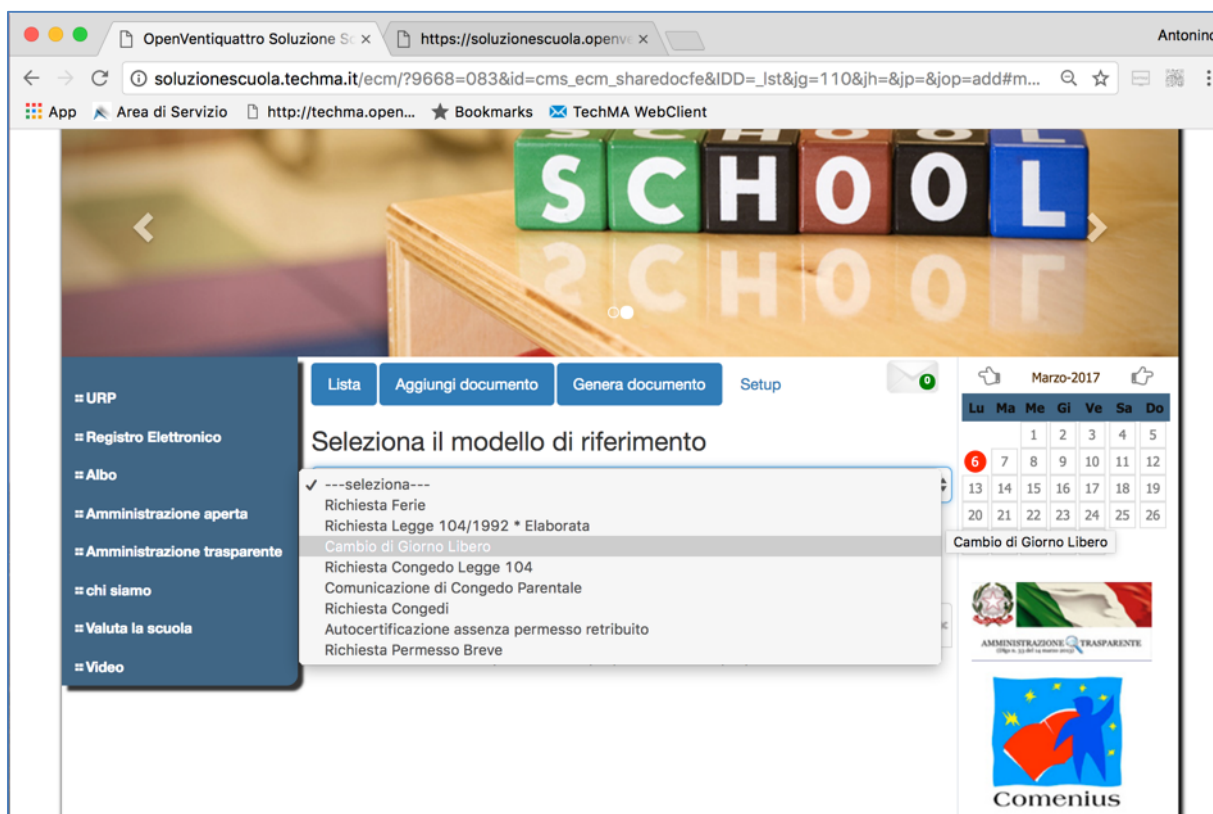 OpenVentiquattro Soluzione Sc
https://soluzionescuola.openve
Antonino
soluzionescuola.techma.it/ecm/?9668=083&id=cms_ecm_sharedocfe&IDD=_lst&jg=110&jh=&jp=&jop=add#m...
App
Area di Servizio
http://techma.open...
Bookmarks
TechMA WebClient
SCHOOL
URP
Registro Elettronico
Albo
Amministrazione aperta
Amministrazione trasparente
chi siamo
Valuta la scuola
Video
Lista
Aggiungi documento
Genera documento
Setup
0
Seleziona il modello di riferimento
✓ ---seleziona---
Richiesta Ferie
Richiesta Legge 104/1992 * Elaborata
Cambio di Giorno Libero
Richiesta Congedo Legge 104
Comunicazione di Congedo Parentale
Richiesta Congedi
Autocertificazione assenza permesso retribuito
Richiesta Permesso Breve
Marzo-2017
Lu Ma Me Gi Ve Sa Do
1 2 3 4 5
6 7 8 9 10 11 12
13 14 15 16 17 18 19
20 21 22 23 24 25 26
Cambio di Giorno Libero
AMMINISTRAZIONE TRASPARENTE
(Dlgs n. 33 del 14 marzo 2013)
Comenius